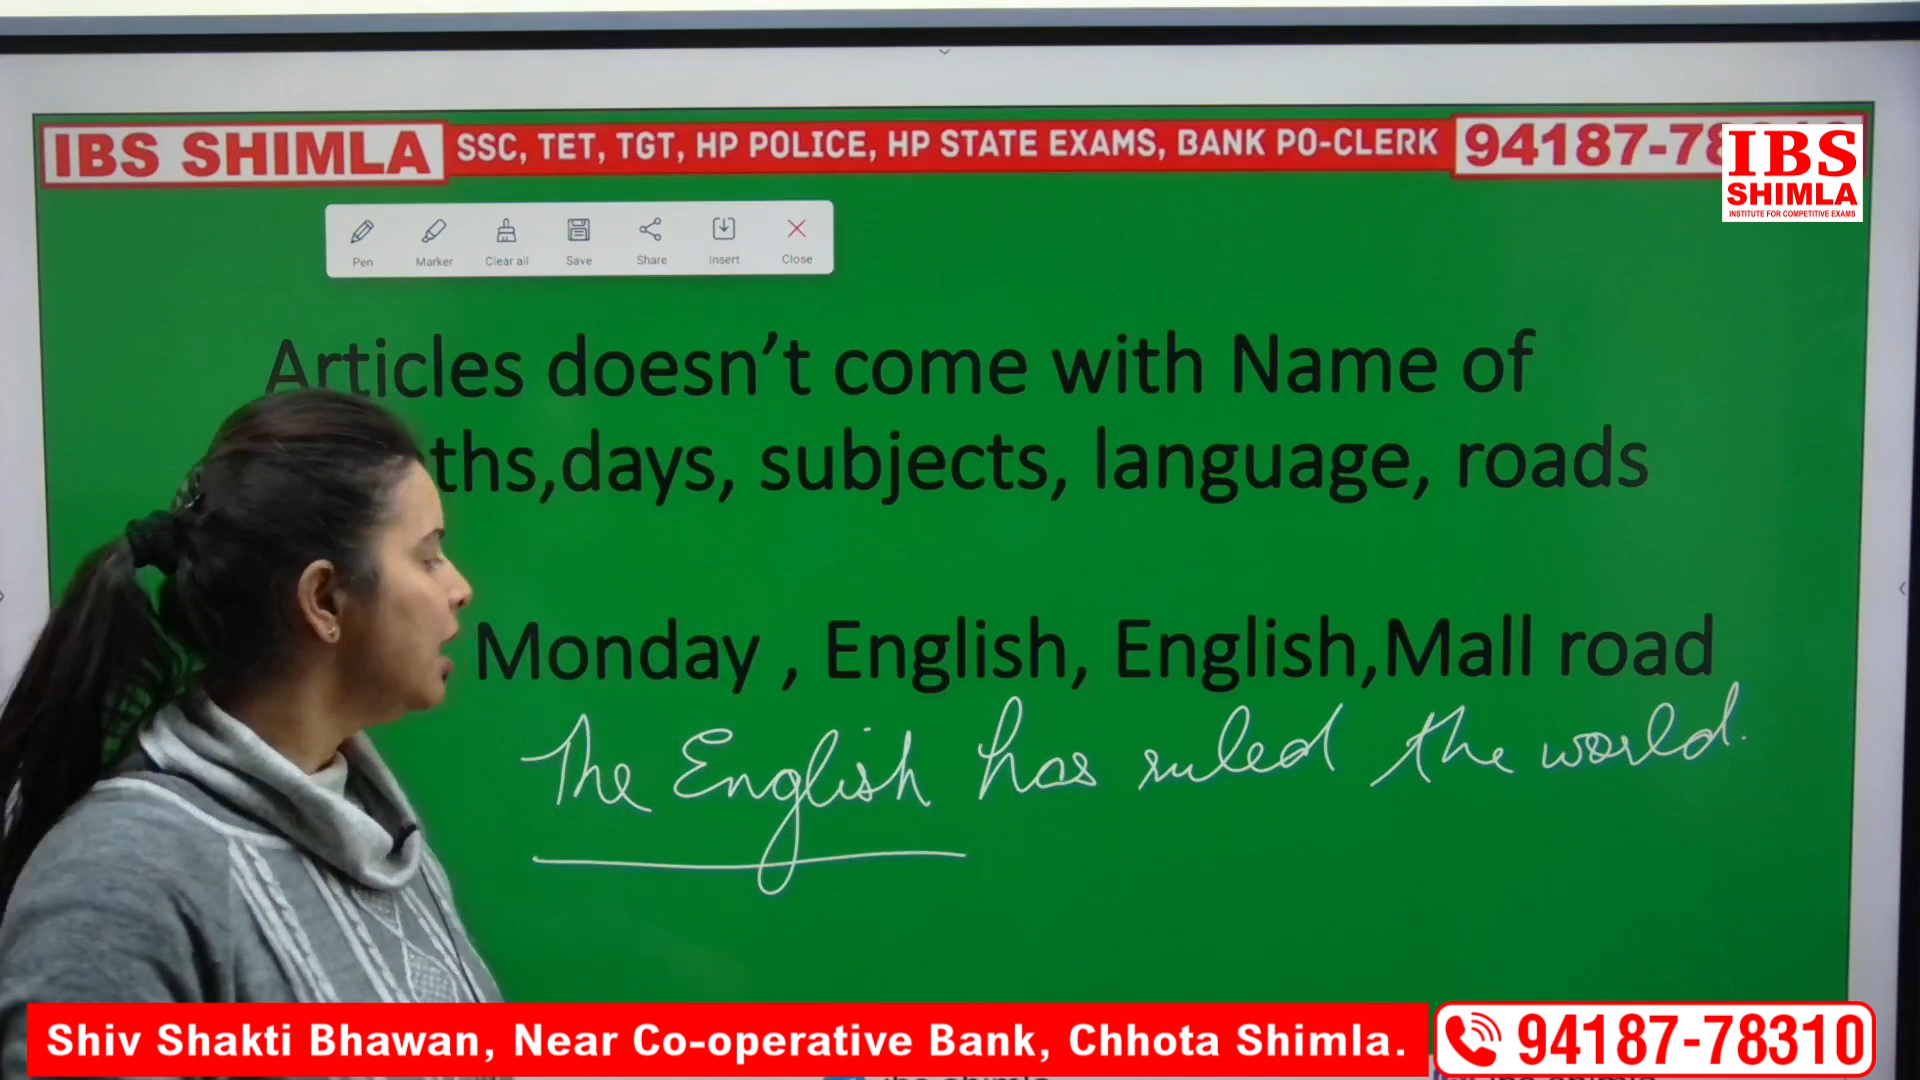 IBS SHIMLA SSC, TET, TGT, HP POLICE, HP STATE EXAMS, BANK PO-CLERK 94187-78
IBS
SHIMLA
INSTITUTE FOR COMPETITIVE EXAMS
Pen Marker Clear all Save Share Insert Close
Articles doesn't come with Name of
ths,days, subjects, language, roads
Monday , English, English,Mall road
The English has ruled the world.
Shiv Shakti Bhawan, Near Co-operative Bank, Chhota Shimla. 94187-78310